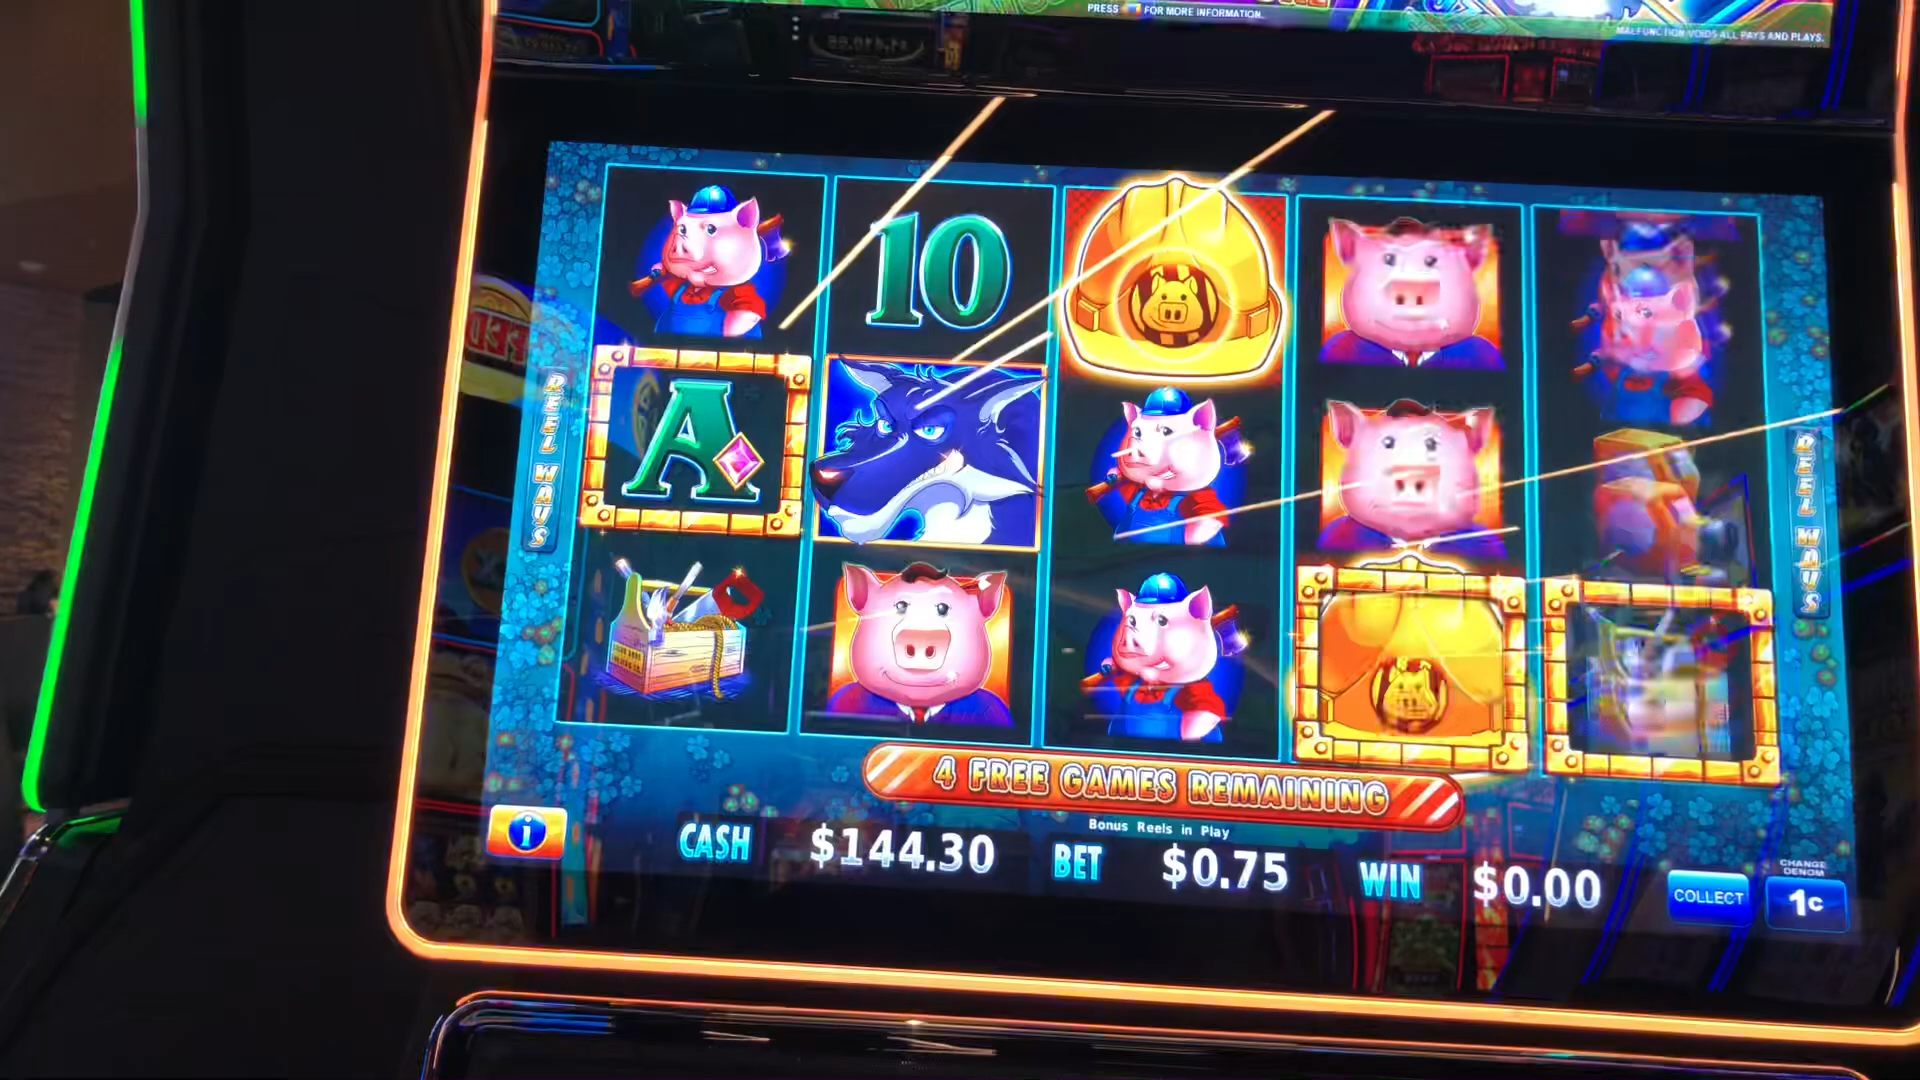 PRESS FOR MORE INFORMATION.
MALFUNCTION VOIDS ALL PAYS AND PLAYS.
10
A
REEL WAYS
REEL WAYS
4 FREE GAMES REMAINING
Bonus Reels in Play
CASH $144.30 BET $0.75 WIN $0.00
COLLECT
CHANGE
DENOM
1¢